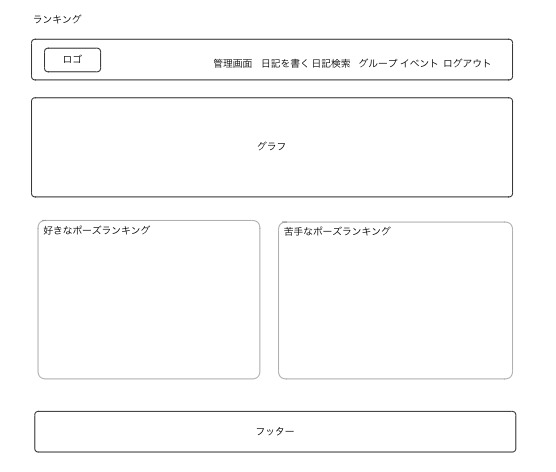 ランキング
ロゴ
管理画面 日記を書く 日記検索 グループ イベント ログアウト
グラフ
好きなポーズランキング
苦手なポーズランキング
フッター